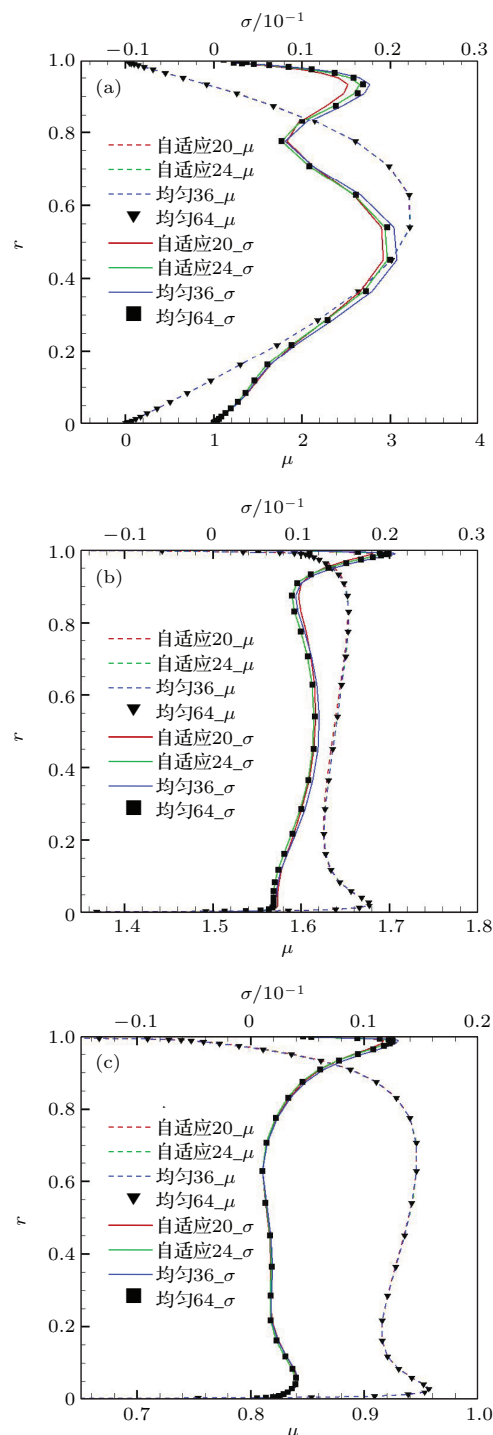 σ/10⁻¹
−0.1 0 0.1 0.2 0.3
1.0
(a)
0.8
自适应20_μ
自适应24_μ
均匀36_μ
均匀64_μ
自适应20_σ
自适应24_σ
均匀36_σ
均匀64_σ
0.6
r
0.4
0.2
0
0 1 2 3 4
μ
σ/10⁻¹
−0.1 0 0.1 0.2 0.3
1.0
(b)
0.8
自适应20_μ
自适应24_μ
均匀36_μ
均匀64_μ
自适应20_σ
自适应24_σ
均匀36_σ
均匀64_σ
0.6
r
0.4
0.2
0
1.4 1.5 1.6 1.7 1.8
μ
σ/10⁻¹
−0.1 0 0.1 0.2
1.0
(c)
0.8
自适应20_μ
自适应24_μ
均匀36_μ
均匀64_μ
自适应20_σ
自适应24_σ
均匀36_σ
均匀64_σ
0.6
r
0.4
0.2
0
0.7 0.8 0.9 1.0
μ